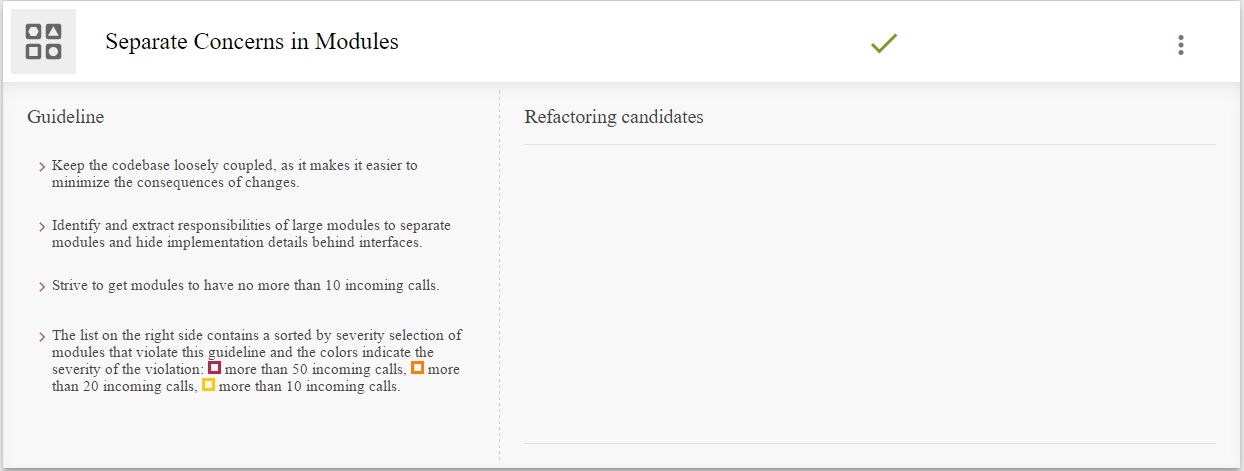 Separate Concerns in Modules
Guideline
Keep the codebase loosely coupled, as it makes it easier to
minimize the consequences of changes.
Identify and extract responsibilities of large modules to separate
modules and hide implementation details behind interfaces.
Strive to get modules to have no more than 10 incoming calls.
The list on the right side contains a sorted by severity selection of
modules that violate this guideline and the colors indicate the
severity of the violation: more than 50 incoming calls, more
than 20 incoming calls, more than 10 incoming calls.
Refactoring candidates